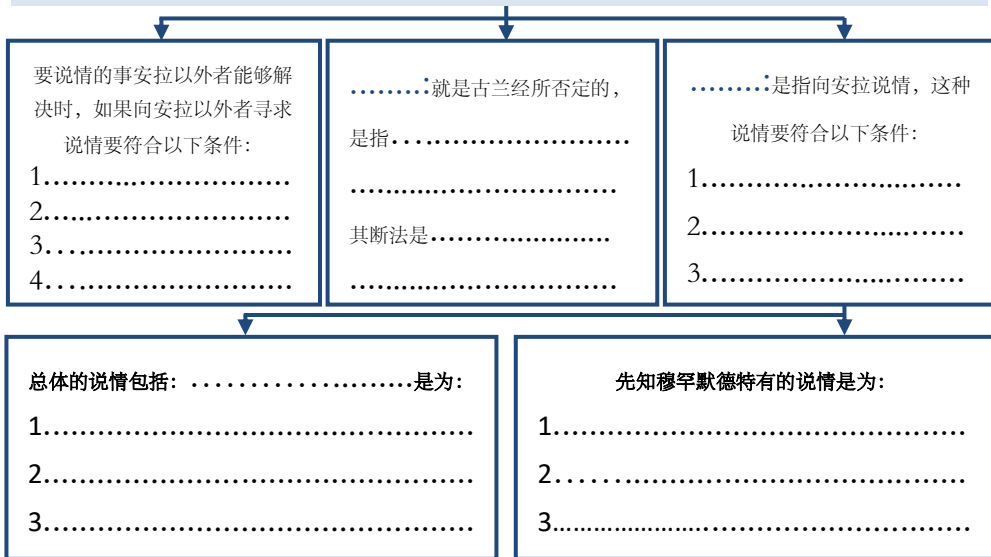 要说情的事安拉以外者能够解
决时，如果向安拉以外者寻求
说情要符合以下条件：
1..................................
2..................................
3..................................
4..................................
.........:就是古兰经所否定的，
是指..............................
..................................
其断法是........................
..................................
.........:是指向安拉说情，这种
说情要符合以下条件：
1..................................
2..................................
3..................................
总体的说情包括：........................是为：
1................................................
2................................................
3................................................
先知穆罕默德特有的说情是为：
1................................................
2................................................
3................................................